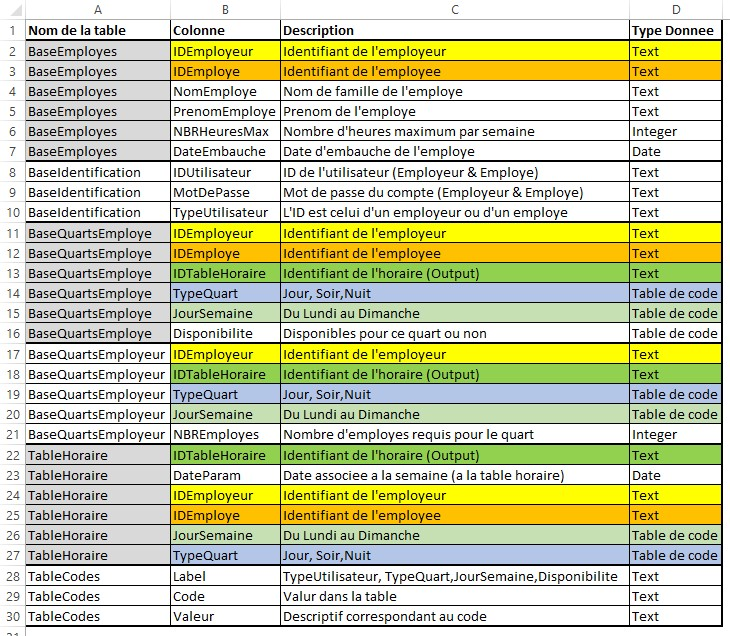 A B C D
1 Nom de la table Colonne Description Type Donnee
2 BaseEmployes IDEmployeur Identifiant de l'employeur Text
3 BaseEmployes IDEmploye Identifiant de l'employee Text
4 BaseEmployes NomEmploye Nom de famille de l'employe Text
5 BaseEmployes PrenomEmploye Prenom de l'employe Text
6 BaseEmployes NBRHeuresMax Nombre d'heures maximum par semaine Integer
7 BaseEmployes DateEmbauche Date d'embauche de l'employe Date
8 BaseIdentification IDUtilisateur ID de l'utilisateur (Employeur & Employe) Text
9 BaseIdentification MotDePasse Mot de passe du compte (Employeur & Employe) Text
10 BaseIdentification TypeUtilisateur L'ID est celui d'un employeur ou d'un employe Text
11 BaseQuartsEmploye IDEmployeur Identifiant de l'employeur Text
12 BaseQuartsEmploye IDEmploye Identifiant de l'employee Text
13 BaseQuartsEmploye IDTableHoraire Identifiant de l'horaire (Output) Text
14 BaseQuartsEmploye TypeQuart Jour, Soir,Nuit Table de code
15 BaseQuartsEmploye JourSemaine Du Lundi au Dimanche Table de code
16 BaseQuartsEmploye Disponibilite Disponibles pour ce quart ou non Table de code
17 BaseQuartsEmployeur IDEmployeur Identifiant de l'employeur Text
18 BaseQuartsEmployeur IDTableHoraire Identifiant de l'horaire (Output) Text
19 BaseQuartsEmployeur TypeQuart Jour, Soir,Nuit Table de code
20 BaseQuartsEmployeur JourSemaine Du Lundi au Dimanche Table de code
21 BaseQuartsEmployeur NBREmployes Nombre d'employes requis pour le quart Integer
22 TableHoraire IDTableHoraire Identifiant de l'horaire (Output) Text
23 TableHoraire DateParam Date associee a la semaine (a la table horaire) Date
24 TableHoraire IDEmployeur Identifiant de l'employeur Text
25 TableHoraire IDEmploye Identifiant de l'employee Text
26 TableHoraire JourSemaine Du Lundi au Dimanche Table de code
27 TableHoraire TypeQuart Jour, Soir,Nuit Table de code
28 TableCodes Label TypeUtilisateur, TypeQuart,JourSemaine,Disponibilite Text
29 TableCodes Code Valur dans la table Text
30 TableCodes Valeur Descriptif correspondant au code Text